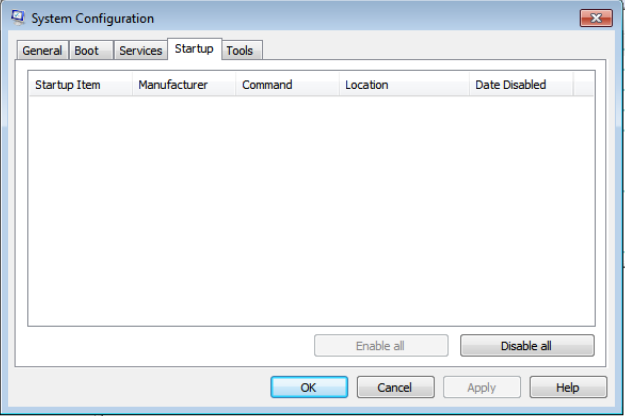 System Configuration
General Boot Services Startup Tools
Startup Item Manufacturer Command Location Date Disabled
Enable all Disable all
OK Cancel Apply Help